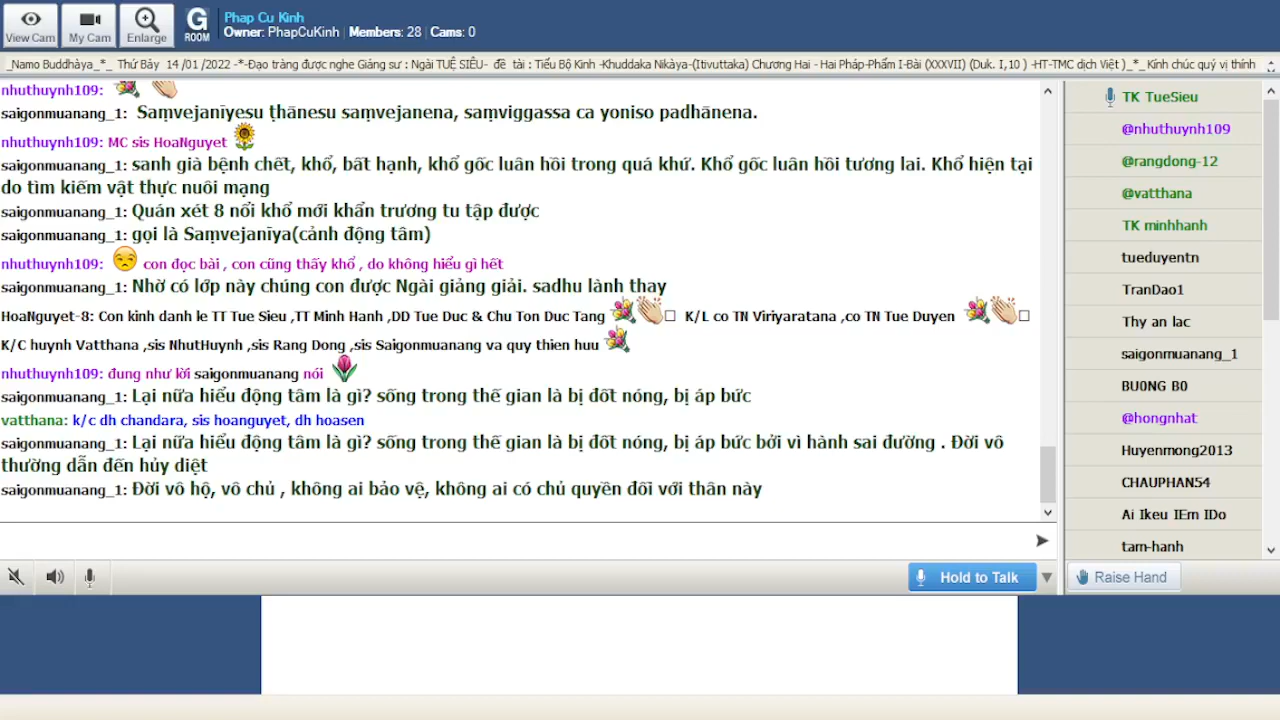 View Cam
My Cam
Enlarge
G
ROOM
Phap Cu Kinh
Owner: PhapCuKinh | Members: 28 | Cams: 0
_Namo Buddhàya_*_ Thứ Bảy 14 /01 /2022 -*-Đạo tràng được nghe Giảng sư : Ngài TUỆ SIÊU- đề tài : Tiểu Bộ Kinh -Khuddaka Nikàya-(Itivuttaka) Chương Hai - Hai Pháp-Phẩm I-Bài (XXXVII) (Duk. I,10 ) -HT-TMC dịch Việt )_*_Kính chúc quý vị thính
nhuthuynh109:
saigonmuanang_1: Saṃvejanīyesu ṭhānesu saṃvejanena, saṃviggassa ca yoniso padhānena.
nhuthuynh109: MC sis HoaNguyet
saigonmuanang_1: sanh già bệnh chết, khổ, bất hạnh, khổ gốc luân hồi trong quá khứ. Khổ gốc luân hồi tương lai. Khổ hiện tại
do tìm kiếm vật thực nuôi mạng
saigonmuanang_1: Quán xét 8 nổi khổ mới khẩn trương tu tập được
saigonmuanang_1: gọi là Saṃvejanīya(cảnh động tâm)
nhuthuynh109: con đọc bài , con cũng thấy khổ , do không hiểu gì hết
saigonmuanang_1: Nhờ có lớp này chúng con được Ngài giảng giải. sadhu lành thay
HoaNguyet-8: Con kinh danh le TT Tue Sieu ,TT Minh Hanh ,DD Tue Duc & Chu Ton Duc Tang K/L co TN Viriyaratana ,co TN Tue Duyen
K/C huynh Vatthana ,sis NhutHuynh ,sis Rang Dong ,sis Saigonmuanang va quy thien huu
nhuthuynh109: đung như lời saigonmuanang nói
saigonmuanang_1: Lại nữa hiểu động tâm là gì? sống trong thế gian là bị đốt nóng, bị áp bức
vatthana: k/c dh chandara, sis hoanguyet, dh hoasen
saigonmuanang_1: Lại nữa hiểu động tâm là gì? sống trong thế gian là bị đốt nóng, bị áp bức bởi vì hành sai đường . Đời vô
thường dẫn đến hủy diệt
saigonmuanang_1: Đời vô hộ, vô chủ , không ai bảo vệ, không ai có chủ quyền đối với thân này
Hold to Talk
TK TueSieu
@nhuthuynh109
@rangdong-12
@vatthana
TK minhhanh
tueduyentn
TranDao1
Thy an lac
saigonmuanang_1
BU0NG B0
@hongnhat
Huyenmong2013
CHAUPHAN54
Ai Ikeu IEm IDo
tam-hanh
Raise Hand